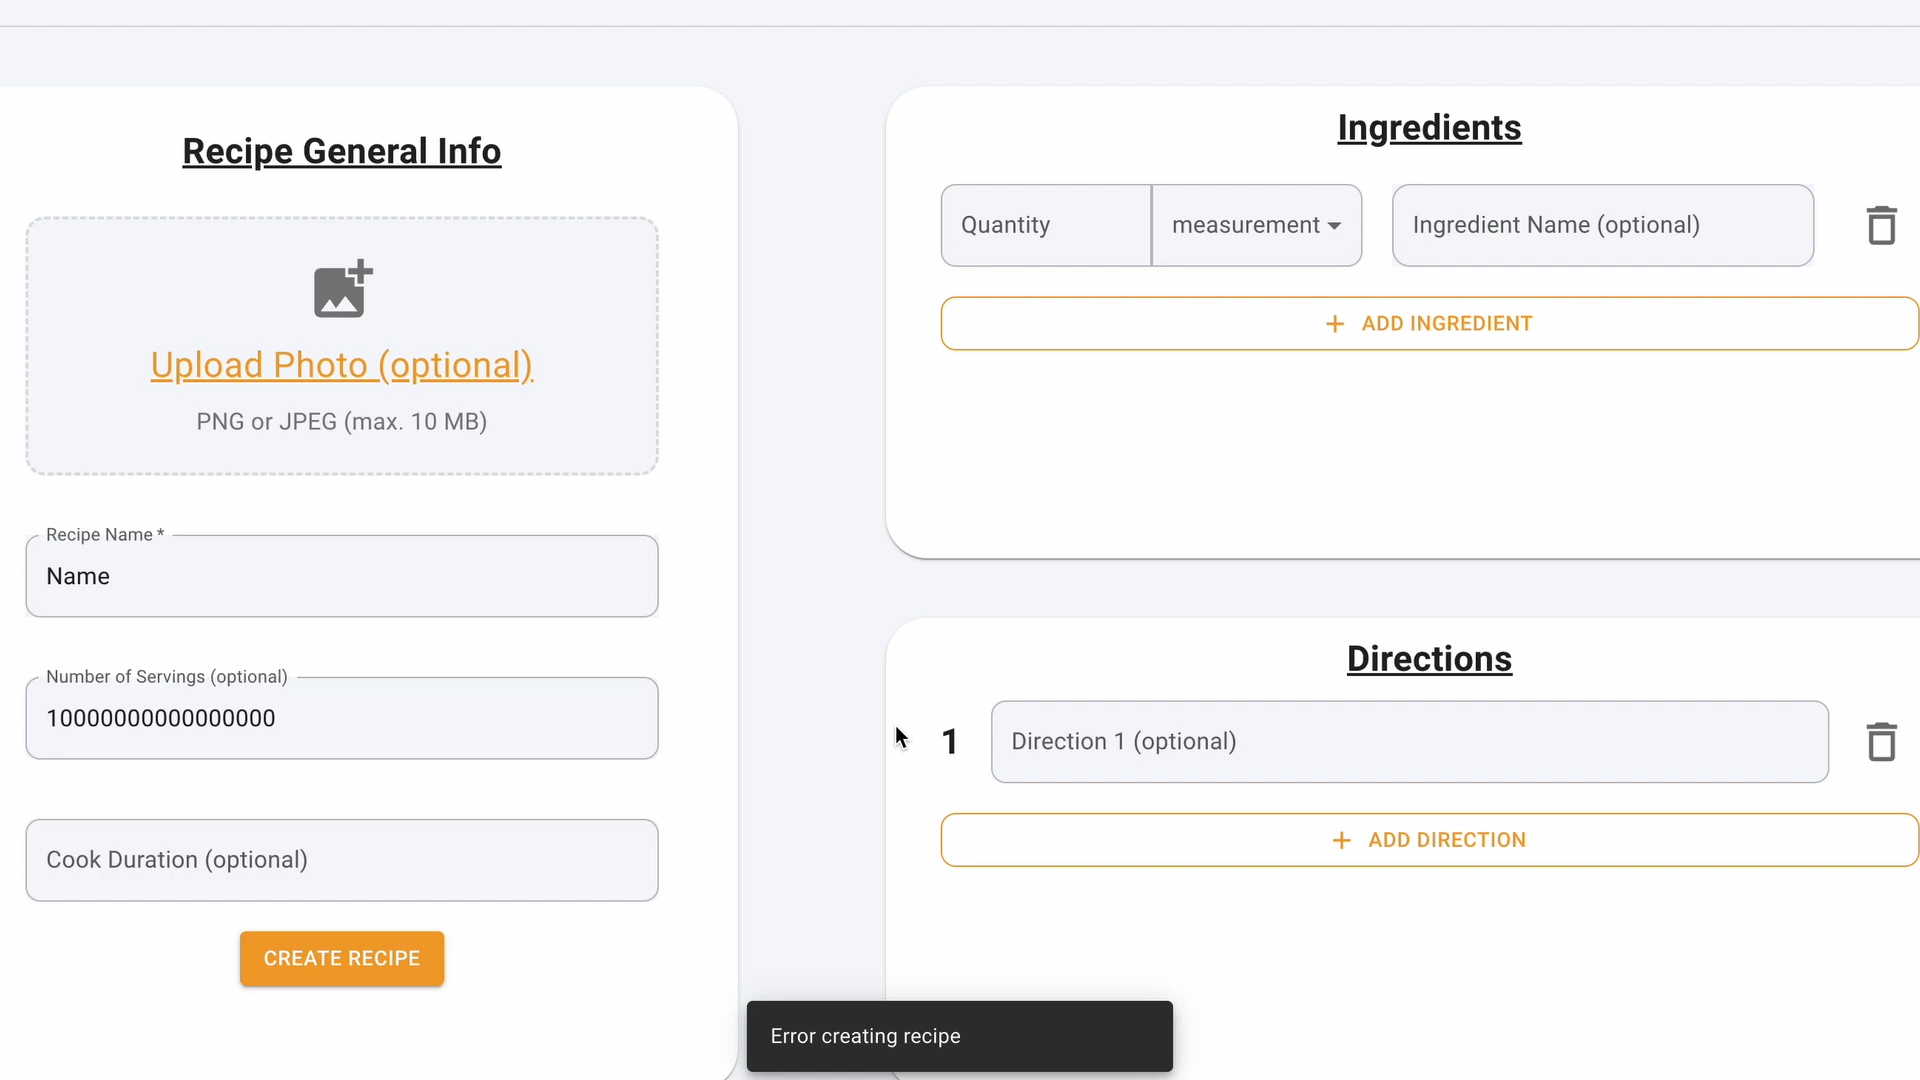 Recipe General Info
Upload Photo (optional)
PNG or JPEG (max. 10 MB)
Recipe Name *
Name
Number of Servings (optional)
10000000000000000
Cook Duration (optional)
CREATE RECIPE
Ingredients
Quantity measurement Ingredient Name (optional)
+ ADD INGREDIENT
Directions
1 Direction 1 (optional)
+ ADD DIRECTION
Error creating recipe